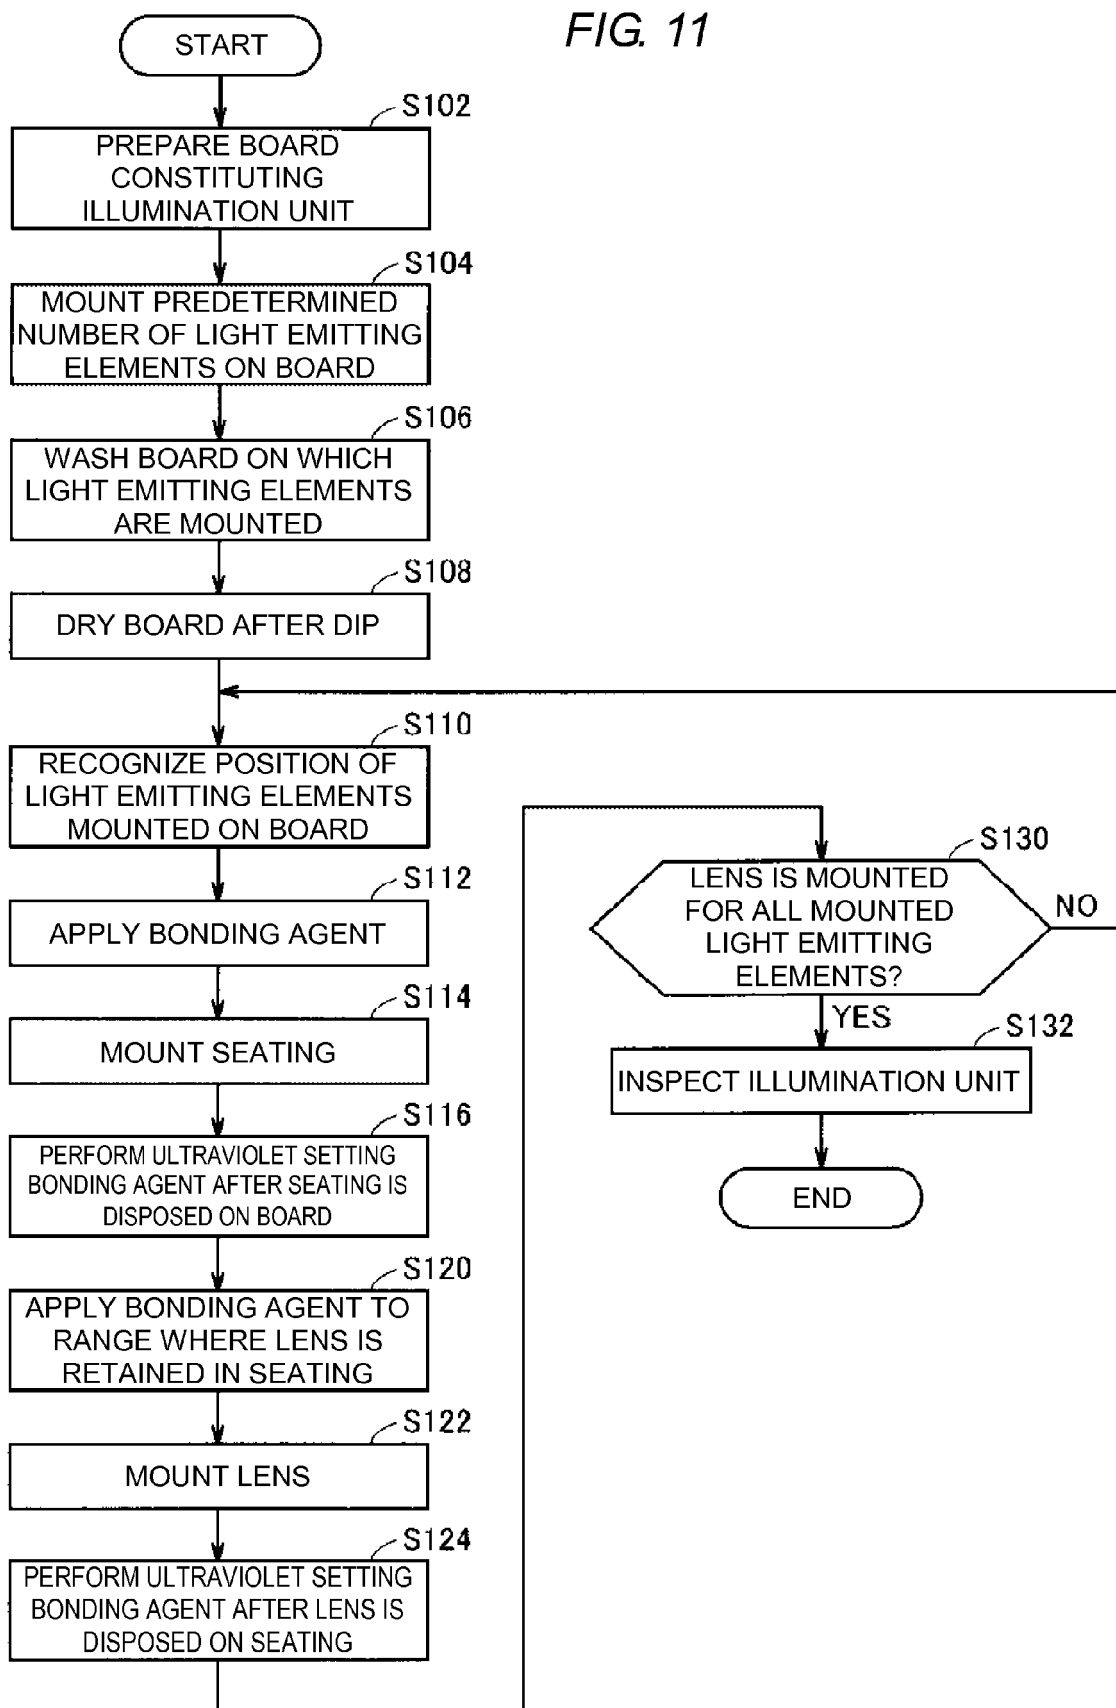 FIG. 11
START
S102
PREPARE BOARD
CONSTITUTING
ILLUMINATION UNIT
S104
MOUNT PREDETERMINED
NUMBER OF LIGHT EMITTING
ELEMENTS ON BOARD
S106
WASH BOARD ON WHICH
LIGHT EMITTING ELEMENTS
ARE MOUNTED
S108
DRY BOARD AFTER DIP
S110
RECOGNIZE POSITION OF
LIGHT EMITTING ELEMENTS
MOUNTED ON BOARD
S112
APPLY BONDING AGENT
S114
MOUNT SEATING
S116
PERFORM ULTRAVIOLET SETTING
BONDING AGENT AFTER SEATING IS
DISPOSED ON BOARD
S120
APPLY BONDING AGENT TO
RANGE WHERE LENS IS
RETAINED IN SEATING
S122
MOUNT LENS
S124
PERFORM ULTRAVIOLET SETTING
BONDING AGENT AFTER LENS IS
DISPOSED ON SEATING
S130
LENS IS MOUNTED
FOR ALL MOUNTED
LIGHT EMITTING
ELEMENTS?
NO
YES
S132
INSPECT ILLUMINATION UNIT
END